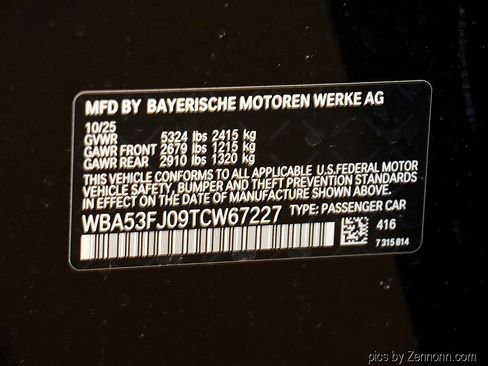 MFD BY BAYERISCHE MOTOREN WERKE AG
10/25
GVWR 5324 lbs 2415 kg
GAWR FRONT 2679 lbs 1215 kg
GAWR REAR 2910 lbs 1320 kg
THIS VEHICLE CONFORMS TO ALL APPLICABLE U.S.FEDERAL MOTOR
VEHICLE SAFETY, BUMPER AND THEFT PREVENTION STANDARDS
IN EFFECT ON THE DATE OF MANUFACTURE SHOWN ABOVE.
WBA53FJ09TCW67227 TYPE: PASSENGER CAR
416
7 315 814
pics by Zennonn.com